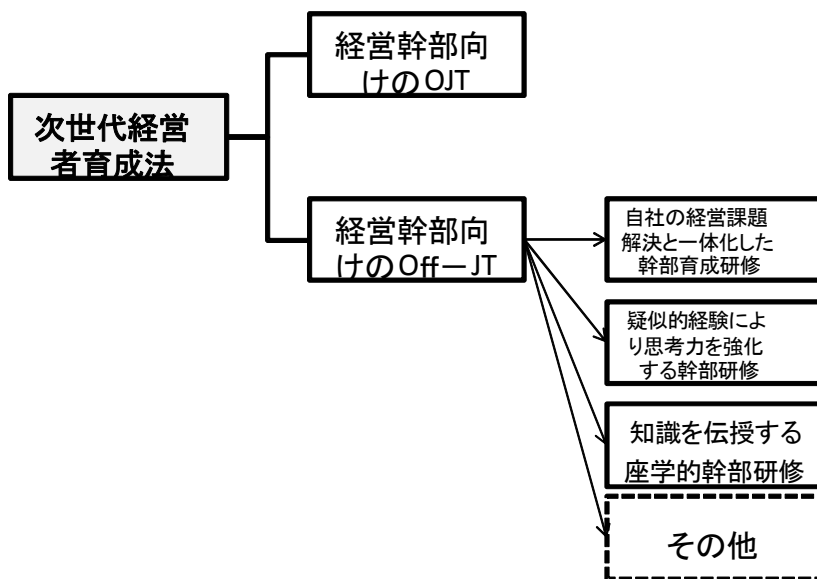 経営幹部向
けのOJT
次世代経営
者育成法
経営幹部向
けのOff－JT
自社の経営課題
解決と一体化した
幹部育成研修
疑似的経験によ
り思考力を強化
する幹部研修
知識を伝授する
座学的幹部研修
その他